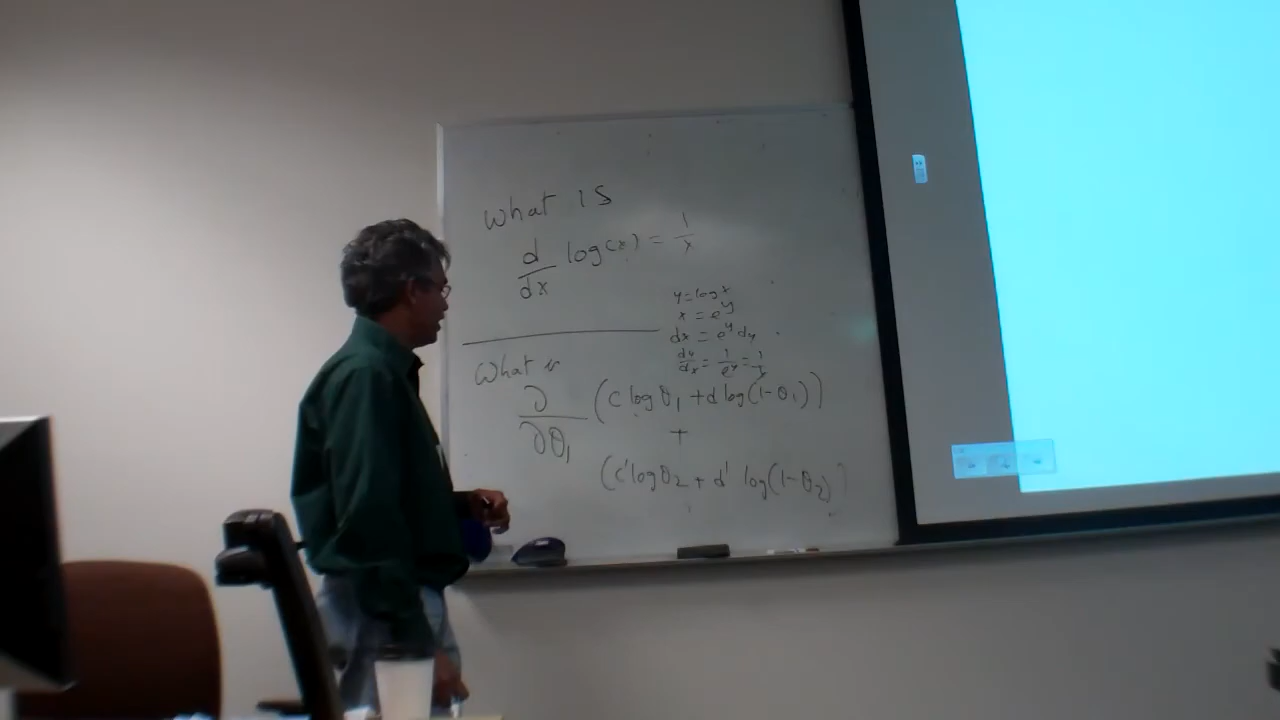 What is
d/dx log(x) = 1/x
y = log x
x = e^y
dx = e^y dy
dy/dx = 1/e^y = 1/x
What is
∂/∂θ₁ (c log θ₁ + d log(1-θ₁))
+
(c' log θ₂ + d' log(1-θ₂)